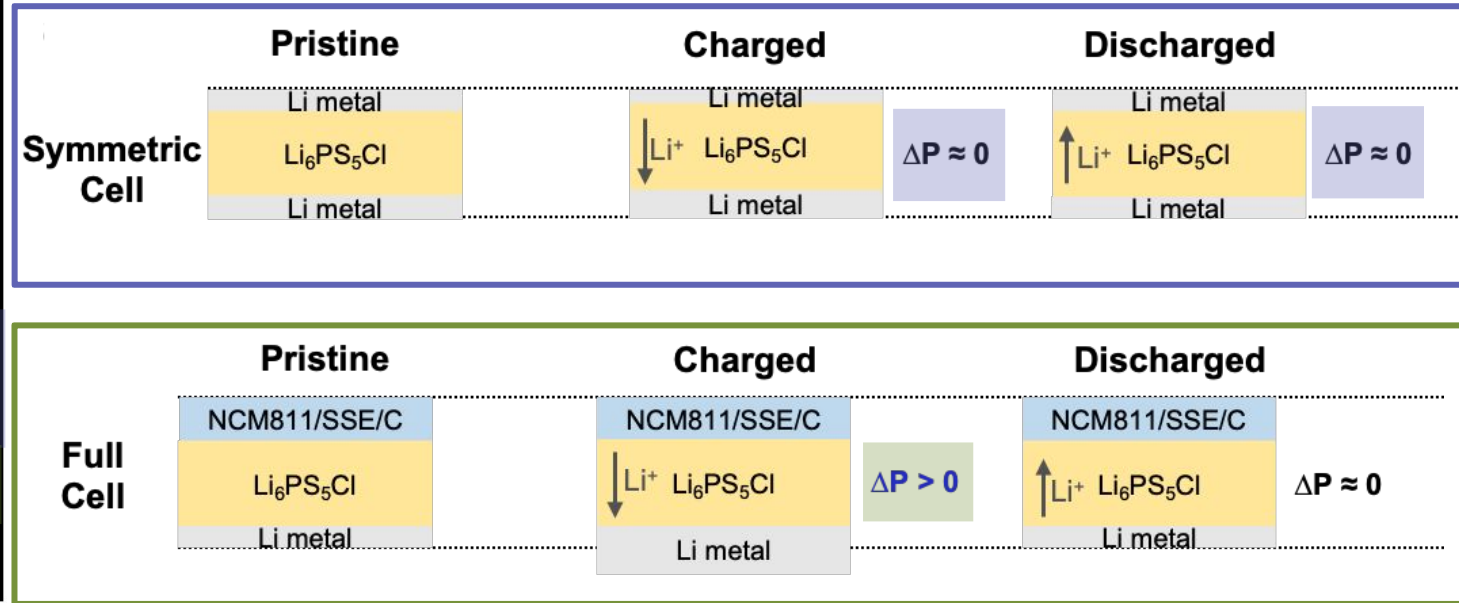 Pristine Charged Discharged
Symmetric
Cell
Li metal
Li₆PS₅Cl
Li metal
Li metal
Li⁺ Li₆PS₅Cl
Li metal
ΔP ≈ 0
Li metal
Li⁺ Li₆PS₅Cl
Li metal
ΔP ≈ 0
Pristine Charged Discharged
Full
Cell
NCM811/SSE/C
Li₆PS₅Cl
Li metal
NCM811/SSE/C
Li⁺ Li₆PS₅Cl
Li metal
ΔP > 0
NCM811/SSE/C
Li⁺ Li₆PS₅Cl
Li metal
ΔP ≈ 0